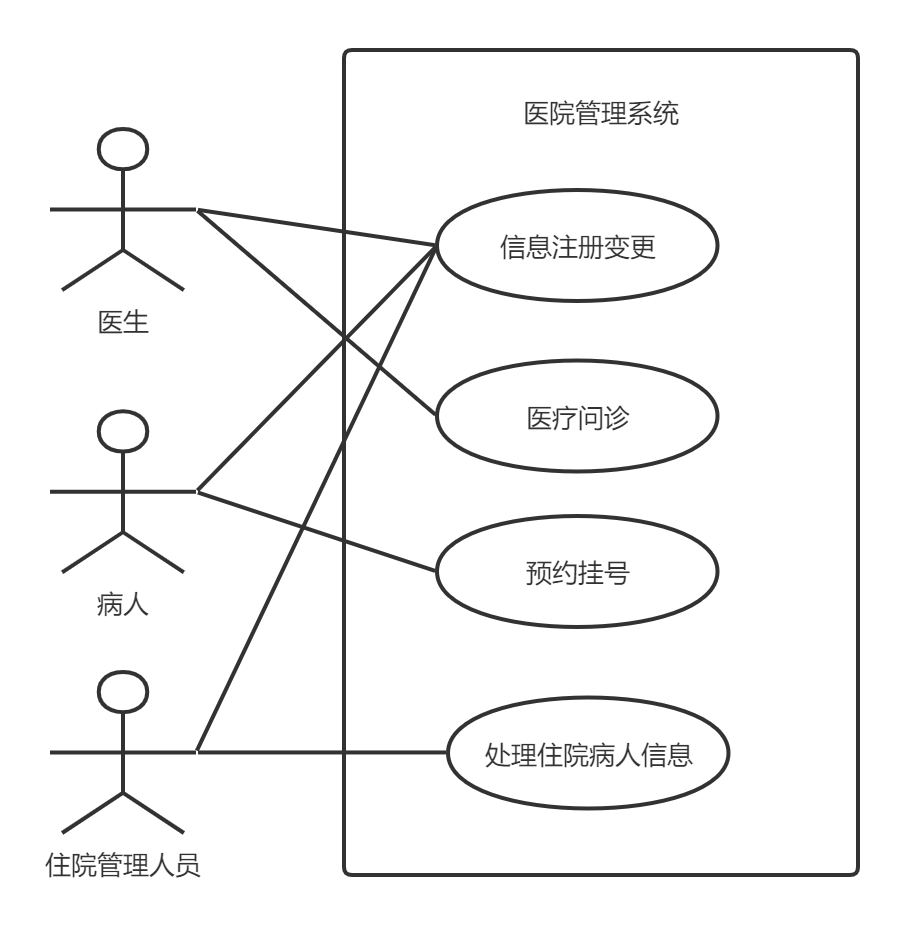 医院管理系统
信息注册变更
医生
医疗问诊
预约挂号
病人
处理住院病人信息
住院管理人员